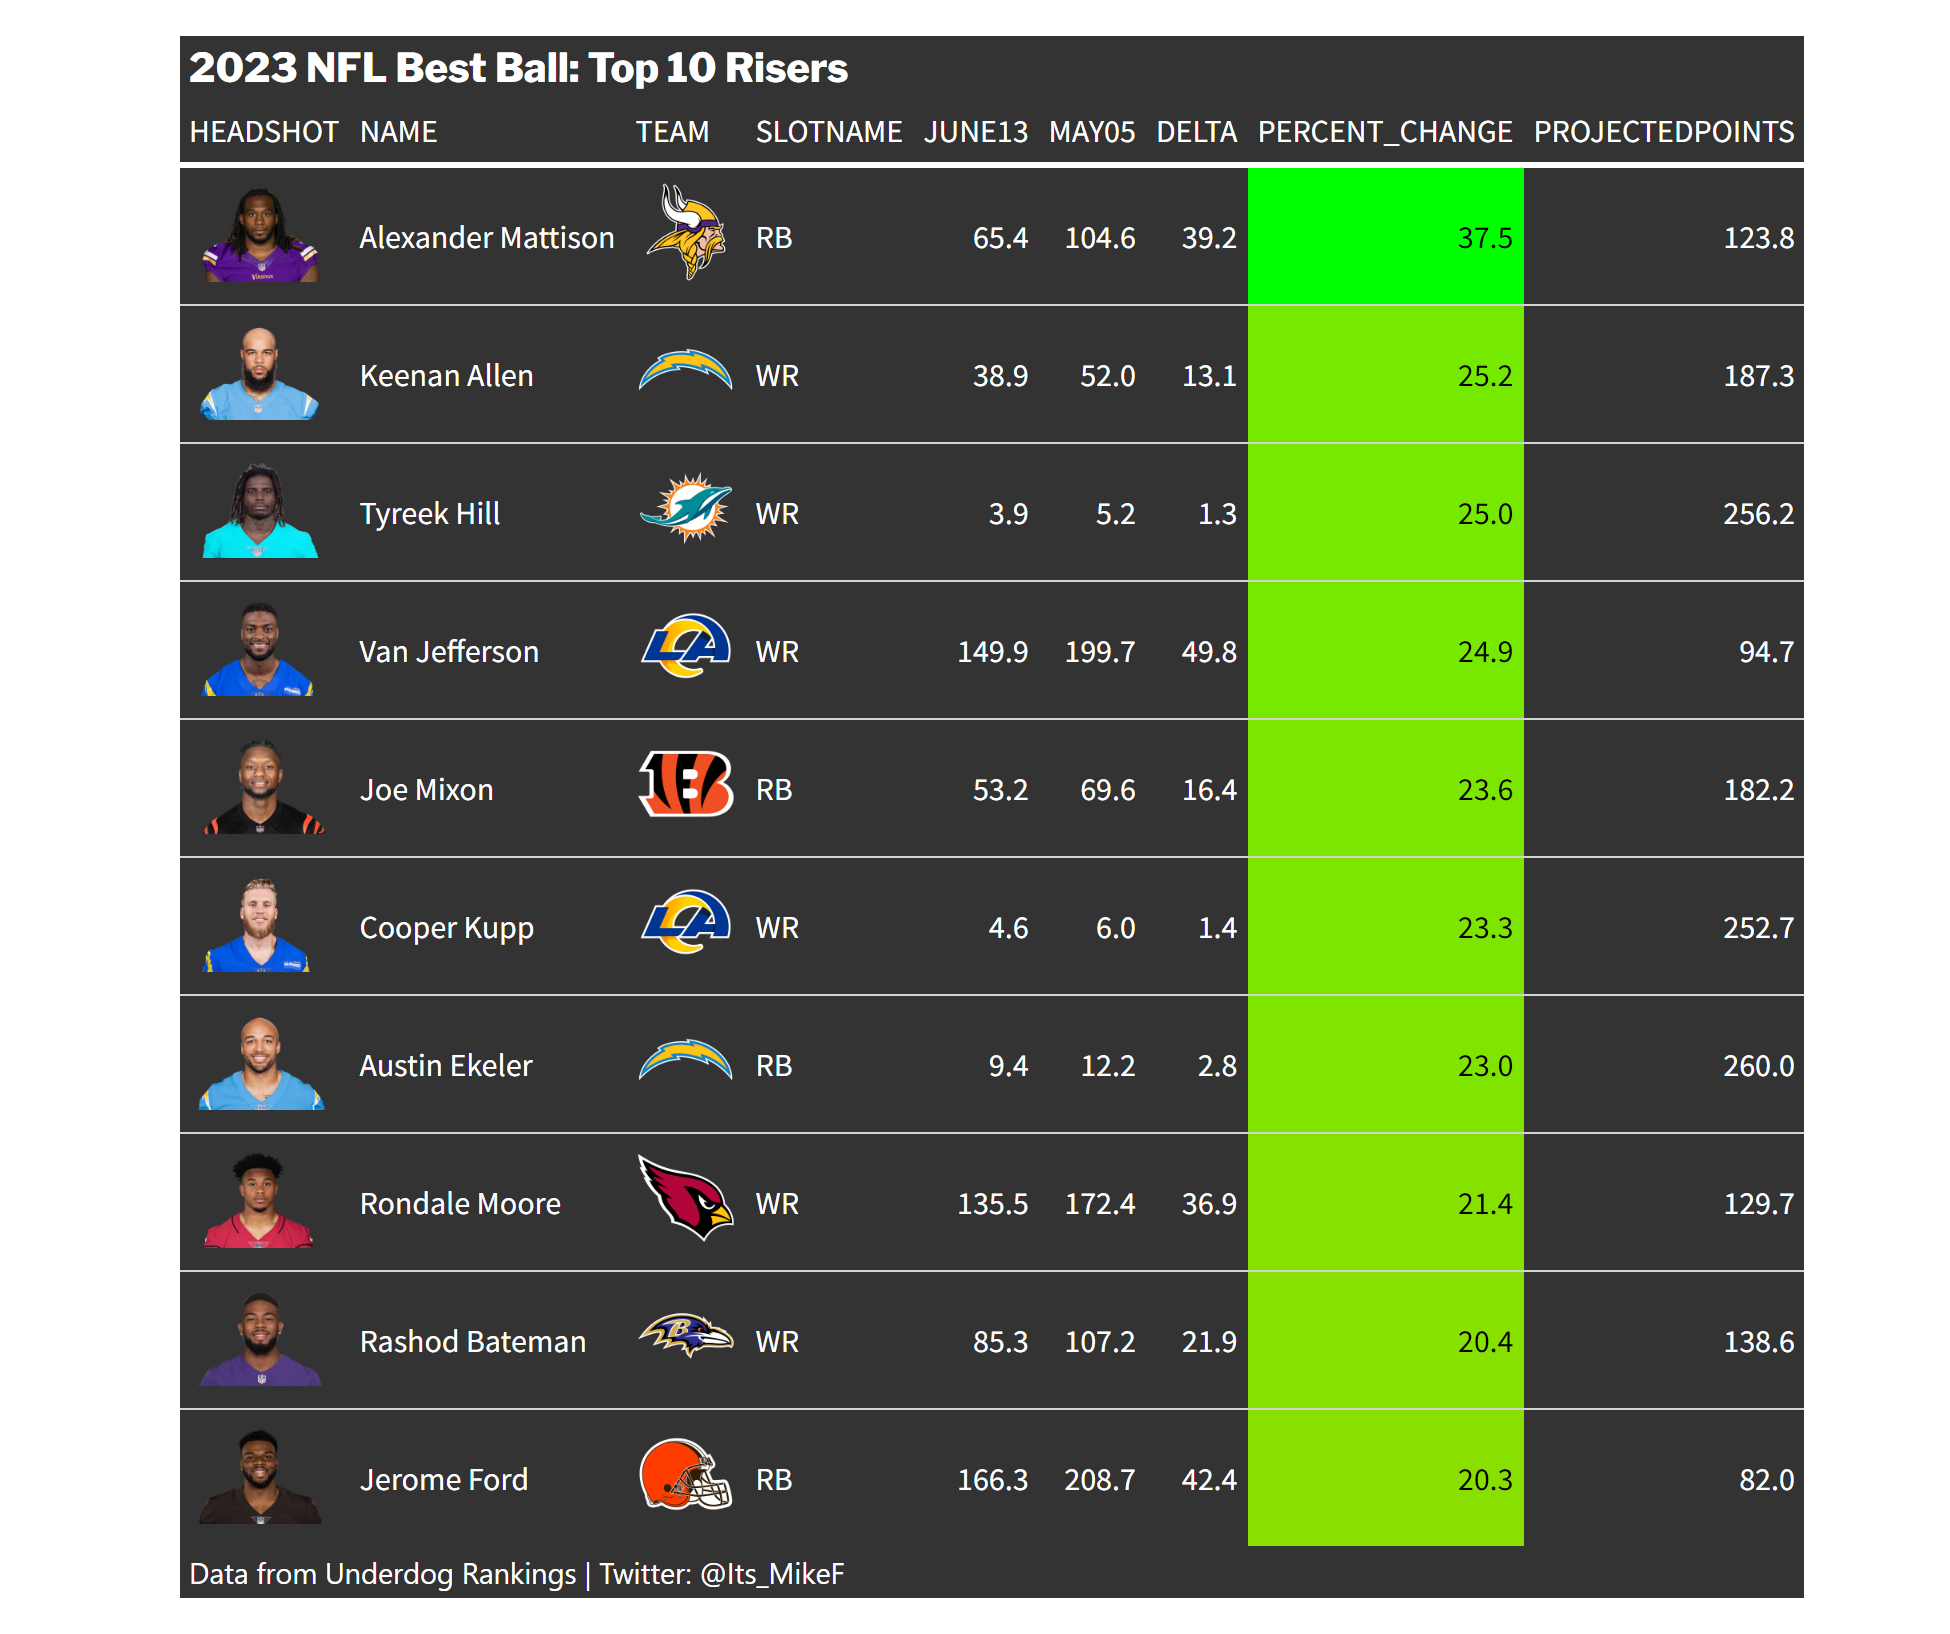 2023 NFL Best Ball: Top 10 Risers
HEADSHOT NAME TEAM SLOTNAME JUNE13 MAY05 DELTA PERCENT_CHANGE PROJECTEDPOINTS
Alexander Mattison RB 65.4 104.6 39.2 37.5 123.8
Keenan Allen WR 38.9 52.0 13.1 25.2 187.3
Tyreek Hill WR 3.9 5.2 1.3 25.0 256.2
Van Jefferson WR 149.9 199.7 49.8 24.9 94.7
Joe Mixon RB 53.2 69.6 16.4 23.6 182.2
Cooper Kupp WR 4.6 6.0 1.4 23.3 252.7
Austin Ekeler RB 9.4 12.2 2.8 23.0 260.0
Rondale Moore WR 135.5 172.4 36.9 21.4 129.7
Rashod Bateman WR 85.3 107.2 21.9 20.4 138.6
Jerome Ford RB 166.3 208.7 42.4 20.3 82.0
Data from Underdog Rankings | Twitter: @Its_MikeF